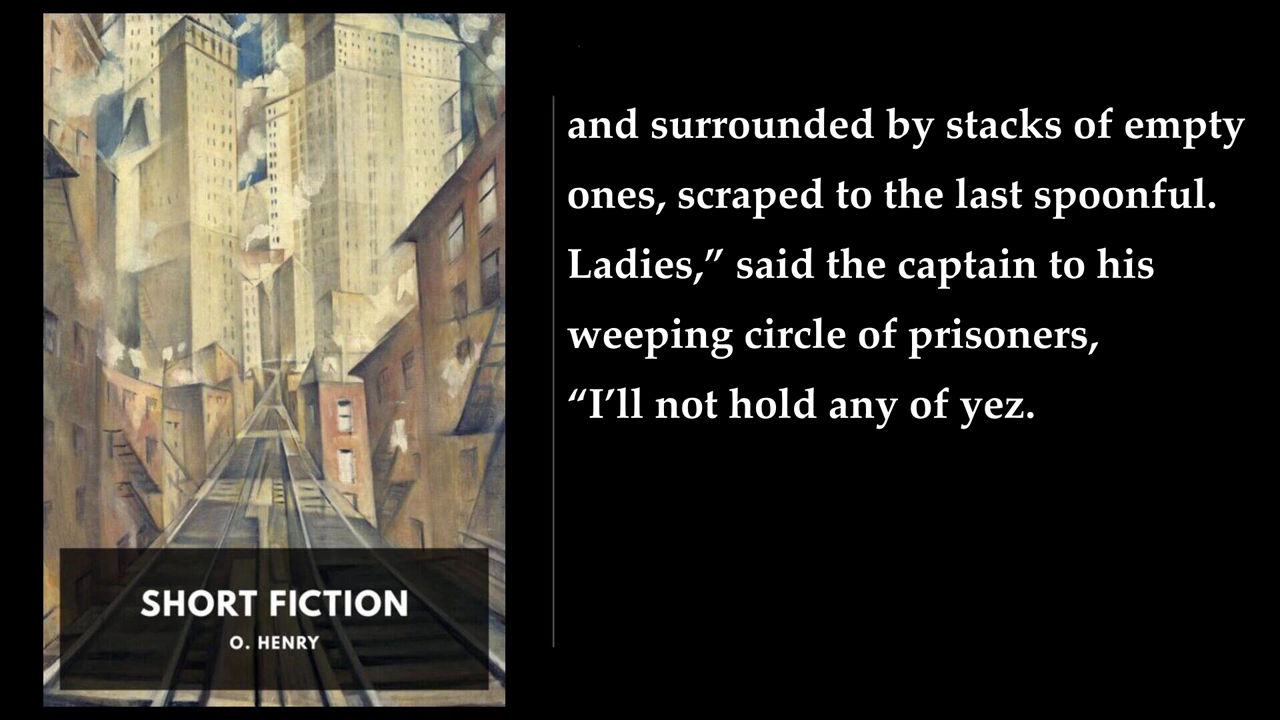 SHORT FICTION
O. HENRY
and surrounded by stacks of empty
ones, scraped to the last spoonful.
Ladies,” said the captain to his
weeping circle of prisoners,
“I’ll not hold any of yez.